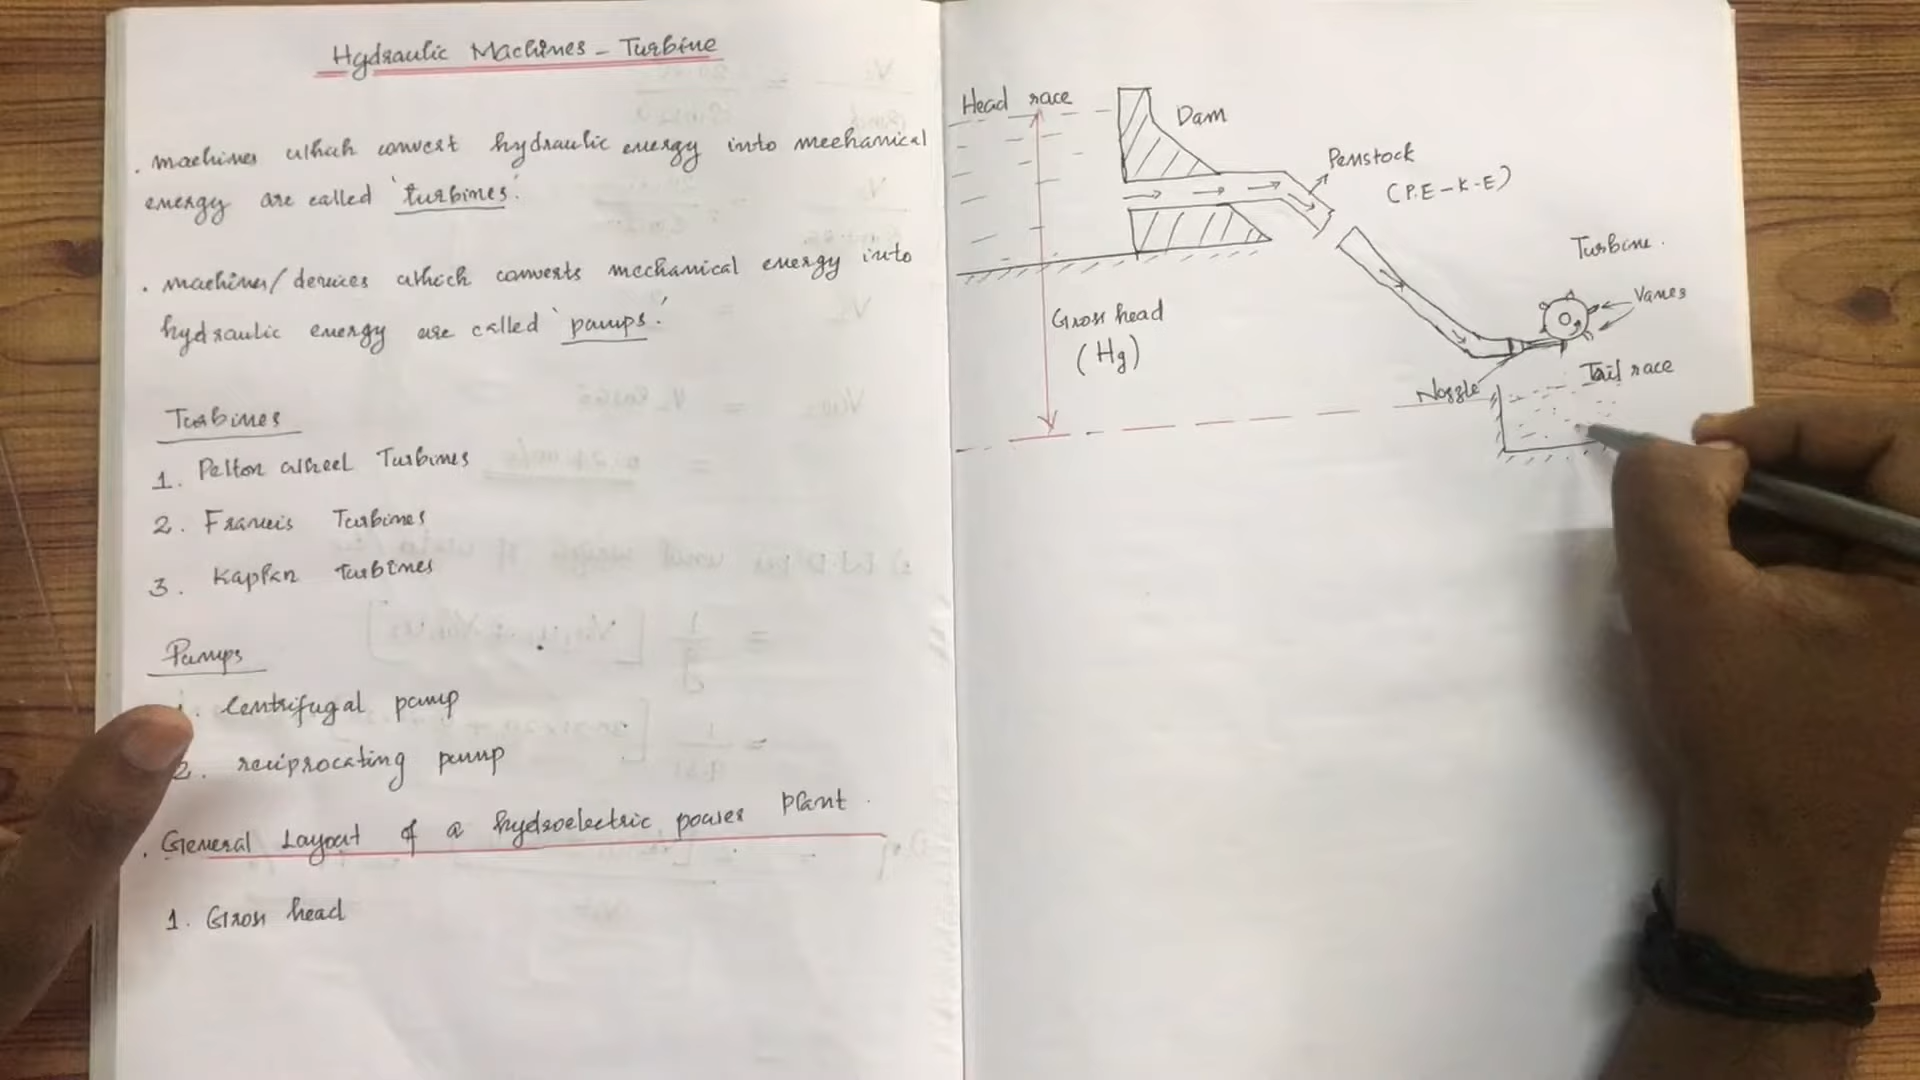 Hydraulic Machines - Turbine
. machines which convert hydraulic energy into mechanical
energy are called 'turbines'.
. machines/devices which converts mechanical energy into
hydraulic energy are called 'pumps'.
Turbines
1. Pelton wheel Turbines
2. Francis Turbines
3. Kaplan turbines
Pumps
1. Centrifugal pump
2. reciprocating pump
. General Layout of a hydroelectric power plant.
1. Gross head
Head race
Dam
Penstock
(P.E-K-E)
Turbine.
Vanes
Gross head
(Hg)
Nozzle
Tail race